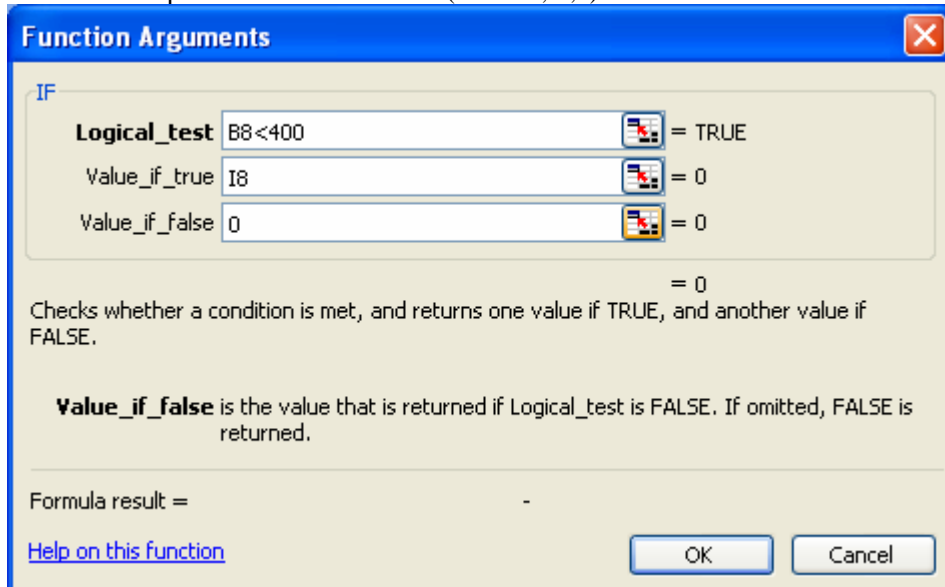 Function Arguments
IF
Logical_test B8<400 = TRUE
Value_if_true I8 = 0
Value_if_false 0 = 0
= 0
Checks whether a condition is met, and returns one value if TRUE, and another value if
FALSE.
Value_if_false is the value that is returned if Logical_test is FALSE. If omitted, FALSE is
returned.
Formula result = -
Help on this function
OK Cancel